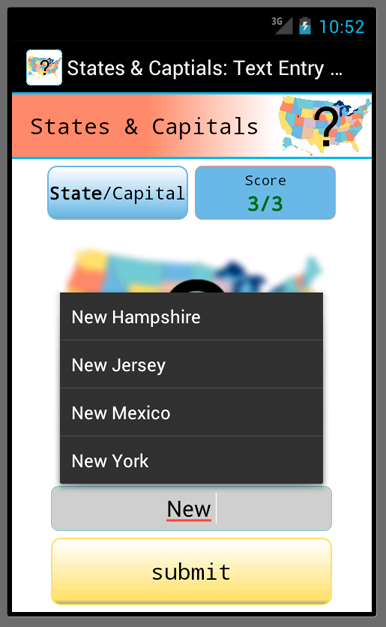 3G 10:52
? States & Captials: Text Entry ...
States & Capitals ?
State/Capital
Score
3/3
New Hampshire
New Jersey
New Mexico
New York
New
submit